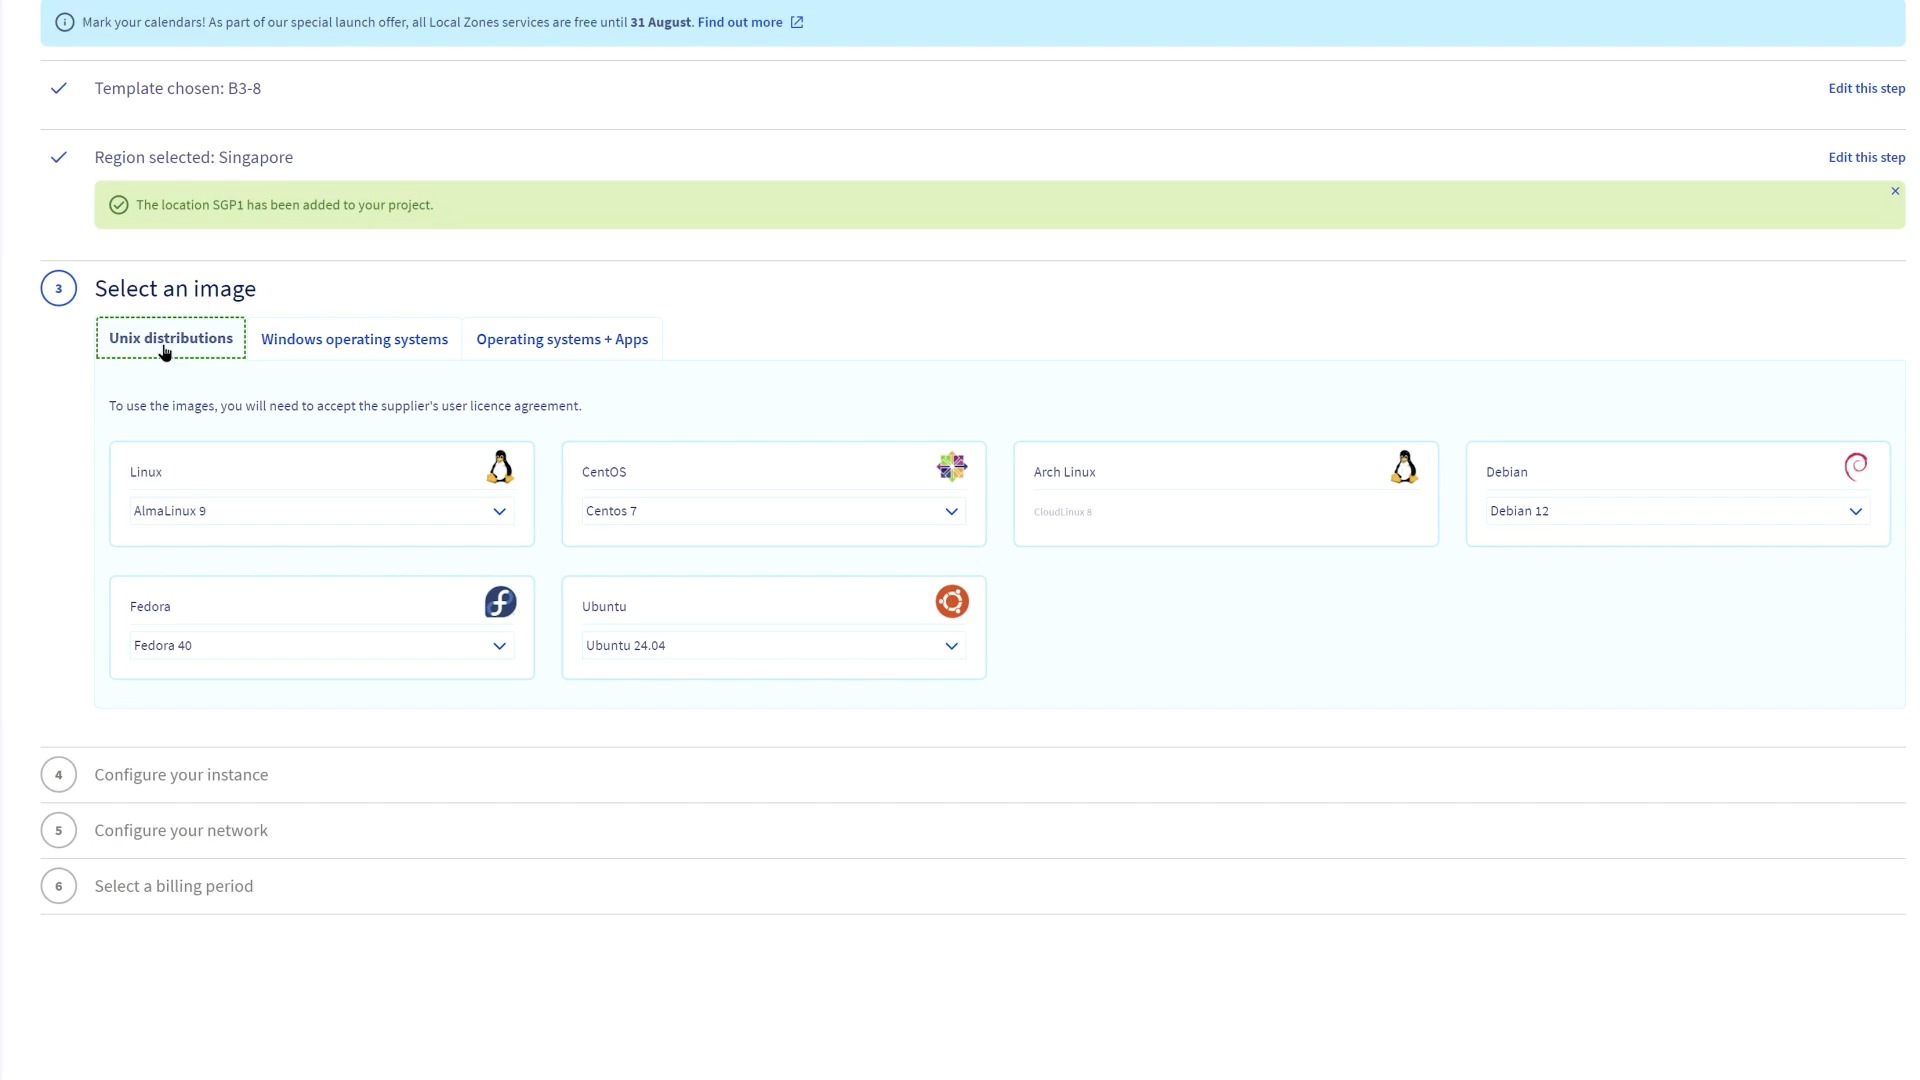 Mark your calendars! As part of our special launch offer, all Local Zones services are free until 31 August. Find out more
Template chosen: B3-8
Edit this step
Region selected: Singapore
Edit this step
The location SGP1 has been added to your project.
3
Select an image
Unix distributions
Windows operating systems
Operating systems + Apps
To use the images, you will need to accept the supplier's user licence agreement.
Linux
AlmaLinux 9
CentOS
Centos 7
Arch Linux
CloudLinux 8
Debian
Debian 12
Fedora
Fedora 40
Ubuntu
Ubuntu 24.04
4
Configure your instance
5
Configure your network
6
Select a billing period